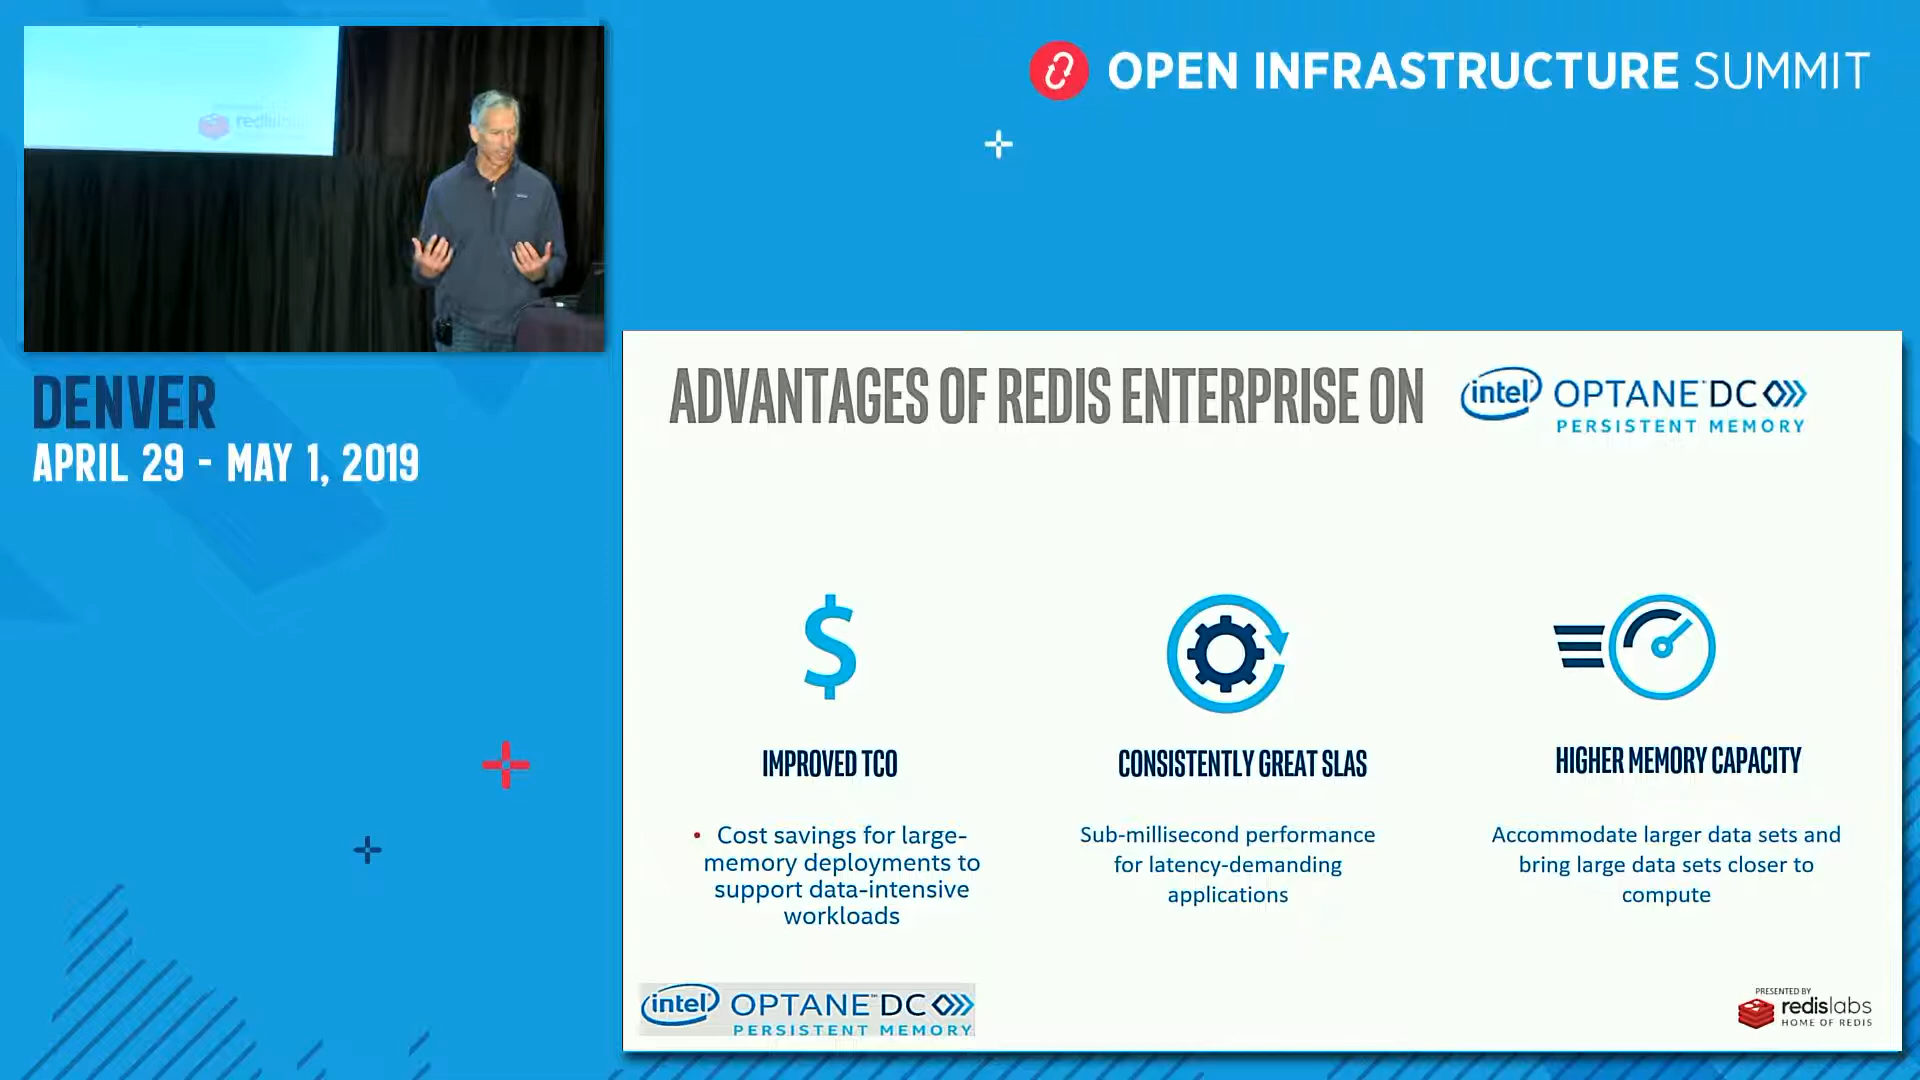 redislabs
OPEN INFRASTRUCTURE SUMMIT
DENVER
APRIL 29 - MAY 1, 2019
ADVANTAGES OF REDIS ENTERPRISE ON
intel OPTANE™ DC
PERSISTENT MEMORY
$
IMPROVED TCO
• Cost savings for large-
memory deployments to
support data-intensive
workloads
CONSISTENTLY GREAT SLAS
Sub-millisecond performance
for latency-demanding
applications
HIGHER MEMORY CAPACITY
Accommodate larger data sets and
bring large data sets closer to
compute
intel OPTANE™ DC
PERSISTENT MEMORY
PRESENTED BY
redislabs
HOME OF REDIS